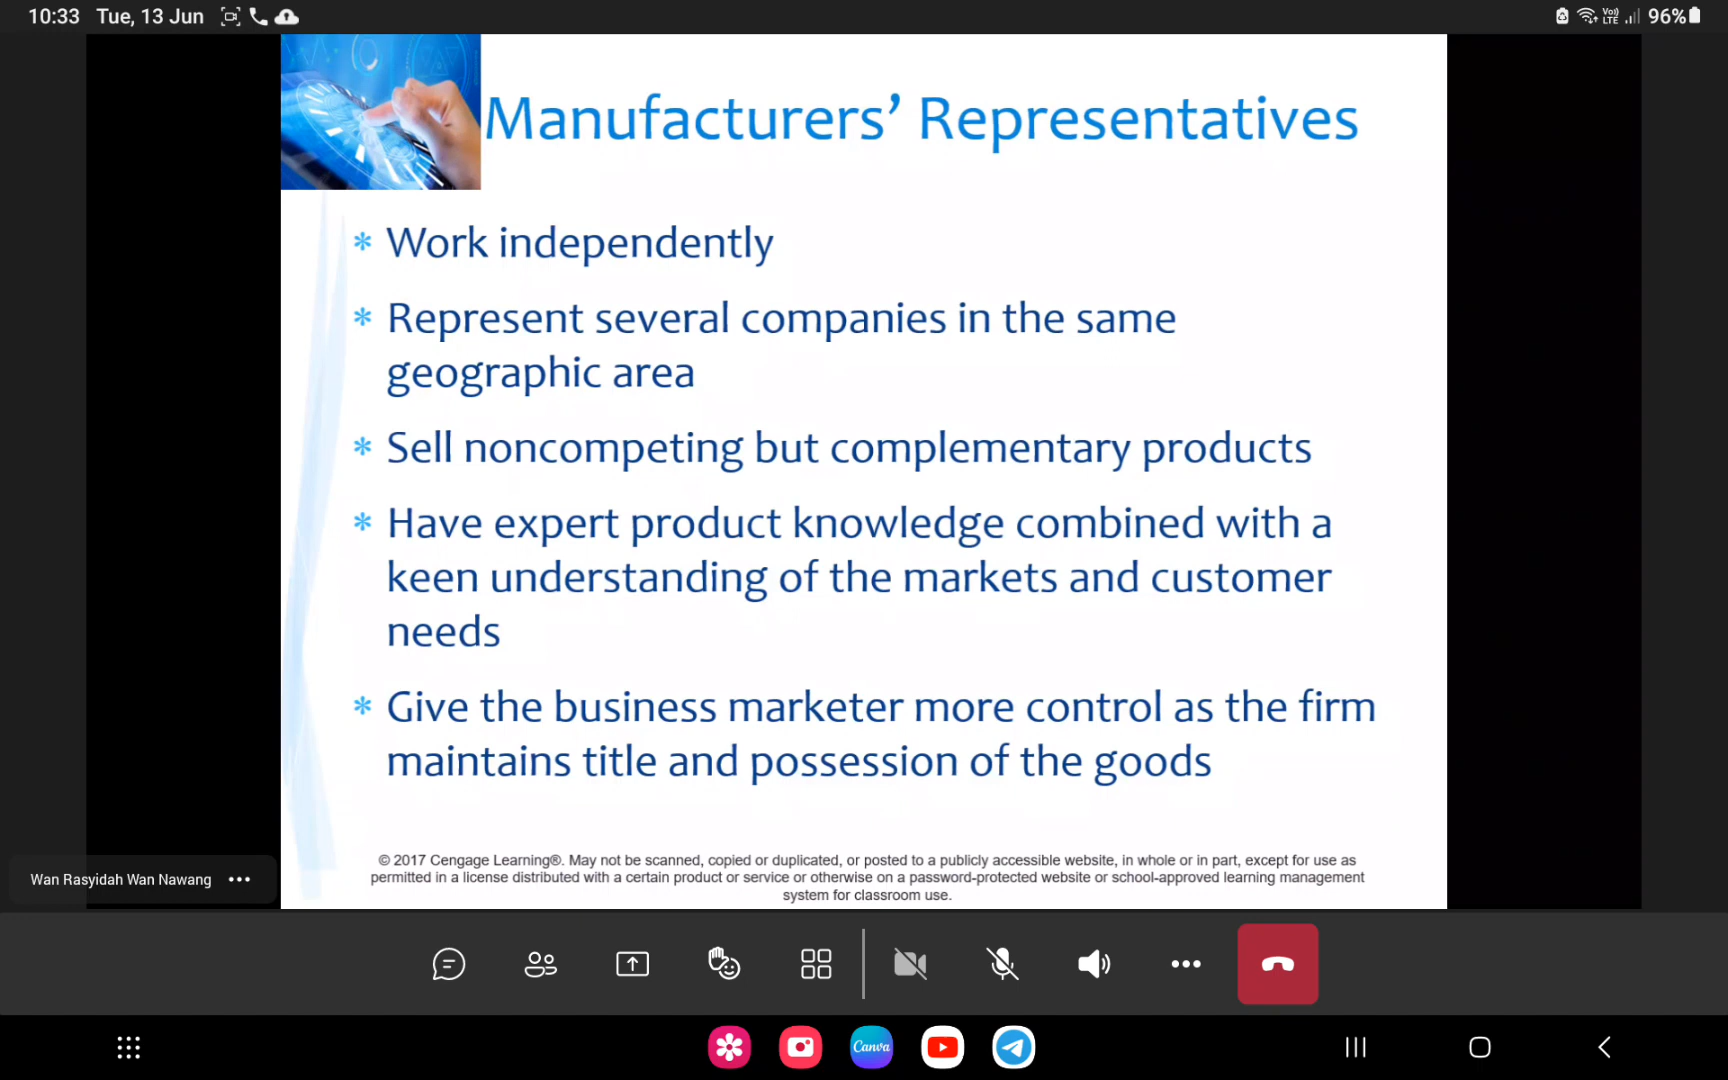 10:33 Tue, 13 Jun
Vo) LTE 96%
Manufacturers’ Representatives
* Work independently
* Represent several companies in the same
geographic area
* Sell noncompeting but complementary products
* Have expert product knowledge combined with a
keen understanding of the markets and customer
needs
* Give the business marketer more control as the firm
maintains title and possession of the goods
© 2017 Cengage Learning®. May not be scanned, copied or duplicated, or posted to a publicly accessible website, in whole or in part, except for use as
permitted in a license distributed with a certain product or service or otherwise on a password-protected website or school-approved learning management
system for classroom use.
Wan Rasyidah Wan Nawang
Canva